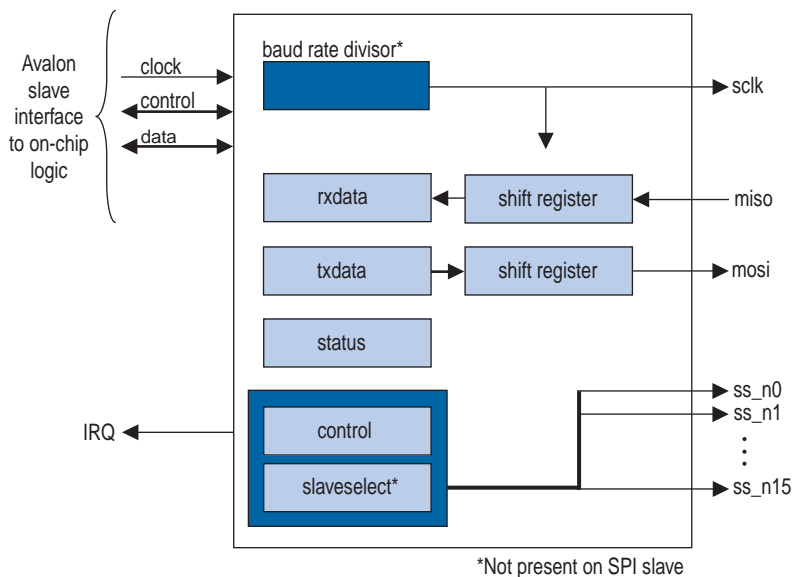 baud rate divisor*
Avalon
slave
interface
to on-chip
logic
clock
control
data
sclk
rxdata
shift register
miso
txdata
shift register
mosi
status
control
slaveselect*
IRQ
ss_n0
ss_n1
ss_n15
*Not present on SPI slave